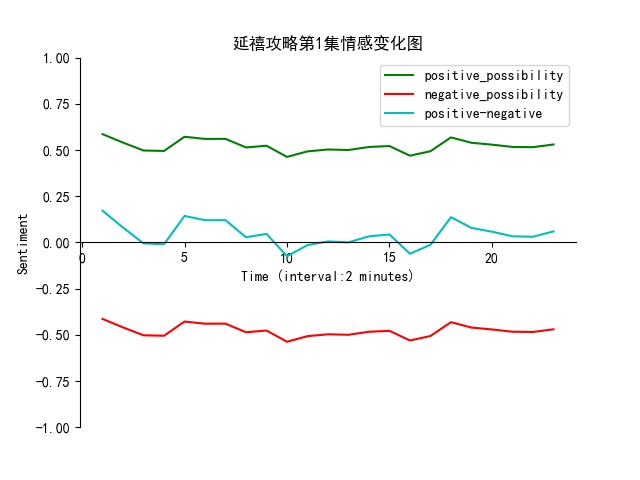 延禧攻略第1集情感变化图
1.00
positive_possibility
negative_possibility
positive-negative
0.75
0.50
0.25
0.00
−0.25
−0.50
−0.75
−1.00
Sentiment
0 5 10 15 20
Time (interval:2 minutes)